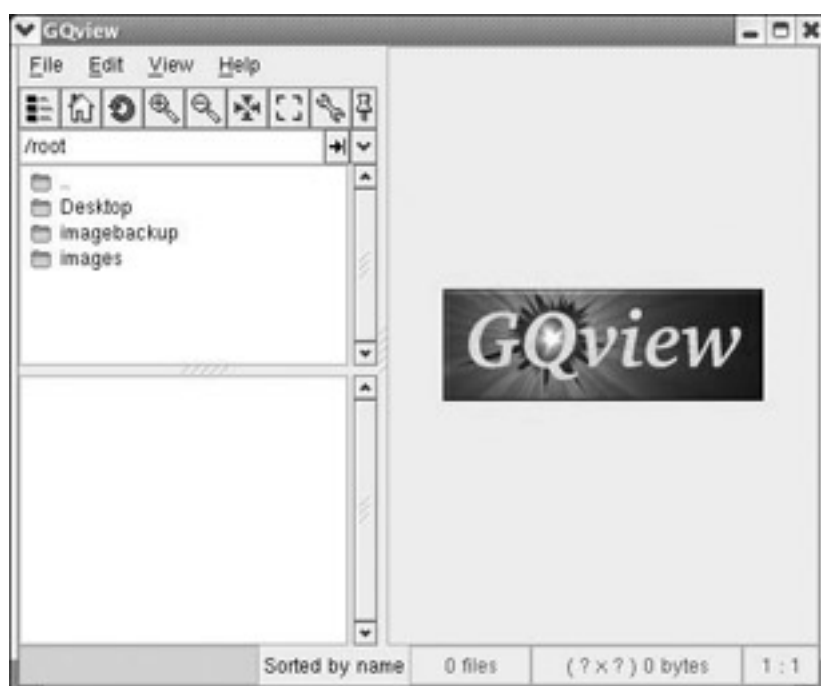 GQview
File Edit View Help
/root
..
Desktop
imagebackup
images
GQview
Sorted by name
0 files
( ? x ? ) 0 bytes
1 : 1